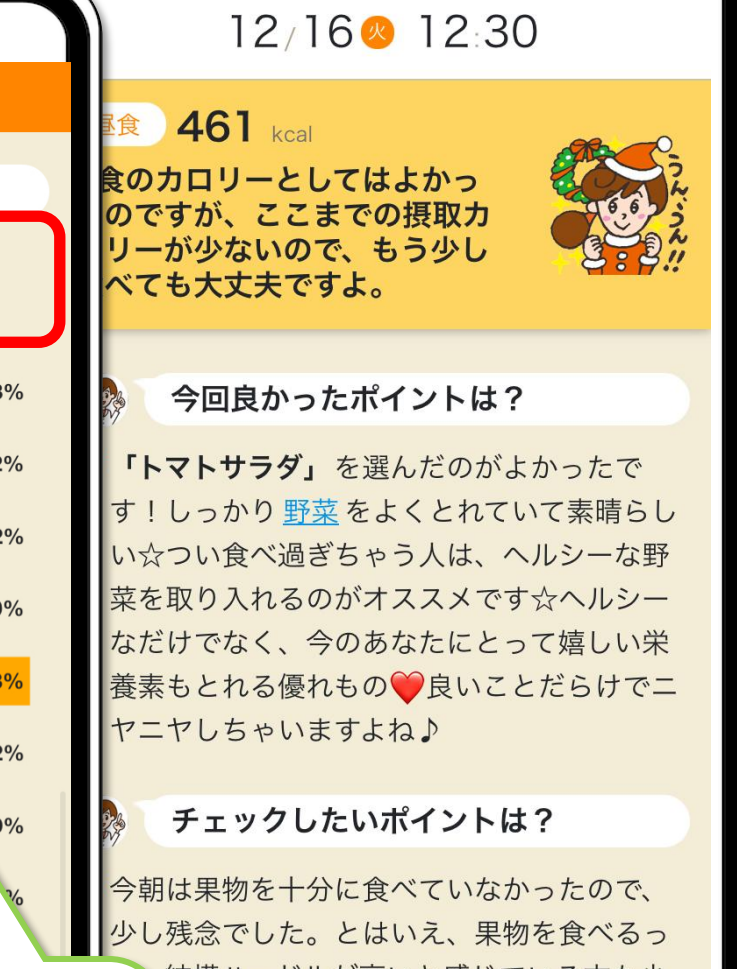 12/16 火 12:30
昼食 461 kcal
食のカロリーとしてはよかっ
のですが、ここまでの摂取カ
リーが少ないので、もう少し
べても大丈夫ですよ。
うん、うん!!
今回良かったポイントは？
「トマトサラダ」を選んだのがよかったで
す！しっかり 野菜 をよくとれていて素晴らし
い☆つい食べ過ぎちゃう人は、ヘルシーな野
菜を取り入れるのがオススメです☆ヘルシー
なだけでなく、今のあなたにとって嬉しい栄
養素もとれる優れもの❤️良いことだらけでニ
ヤニヤしちゃいますよね♪
チェックしたいポイントは？
今朝は果物を十分に食べていなかったので、
少し残念でした。とはいえ、果物を食べるっ